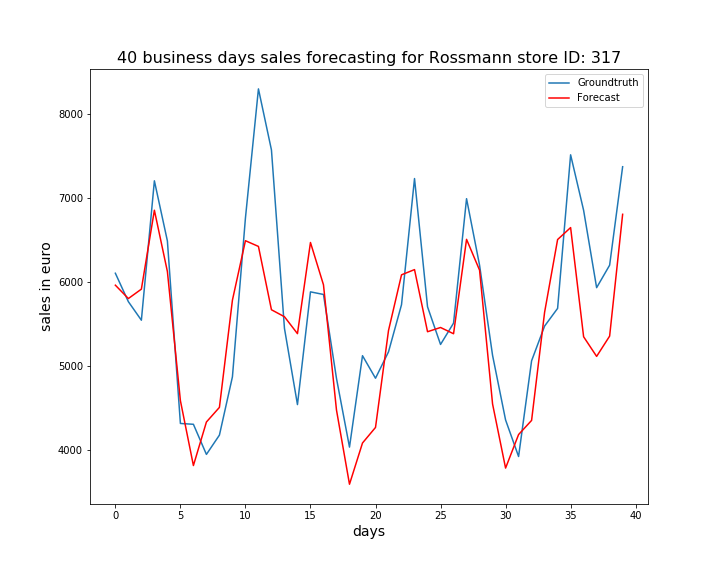 40 business days sales forecasting for Rossmann store ID: 317
Groundtruth
Forecast
8000
7000
6000
5000
4000
sales in euro
0 5 10 15 20 25 30 35 40
days